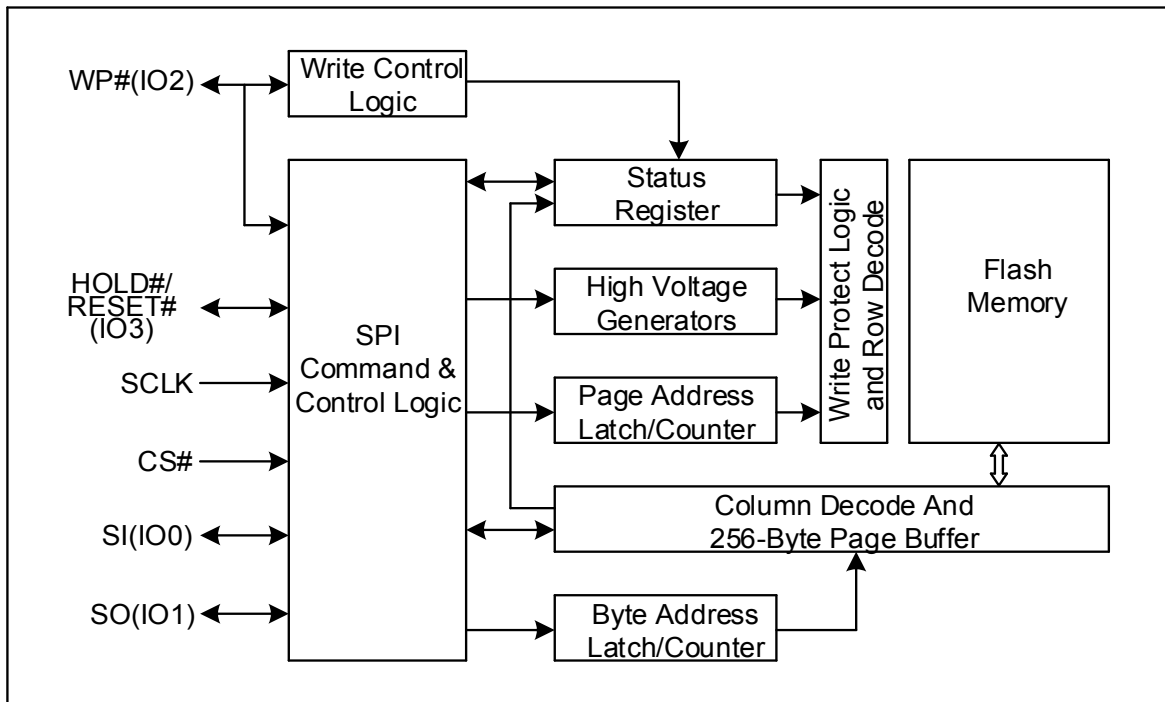 WP#(IO2)
Write Control
Logic
Status
Register
HOLD#/
RESET#
(IO3)
High Voltage
Generators
SPI
Command &
Control Logic
SCLK
Page Address
Latch/Counter
Write Protect Logic
and Row Decode
Flash
Memory
CS#
SI(IO0)
Column Decode And
256-Byte Page Buffer
SO(IO1)
Byte Address
Latch/Counter